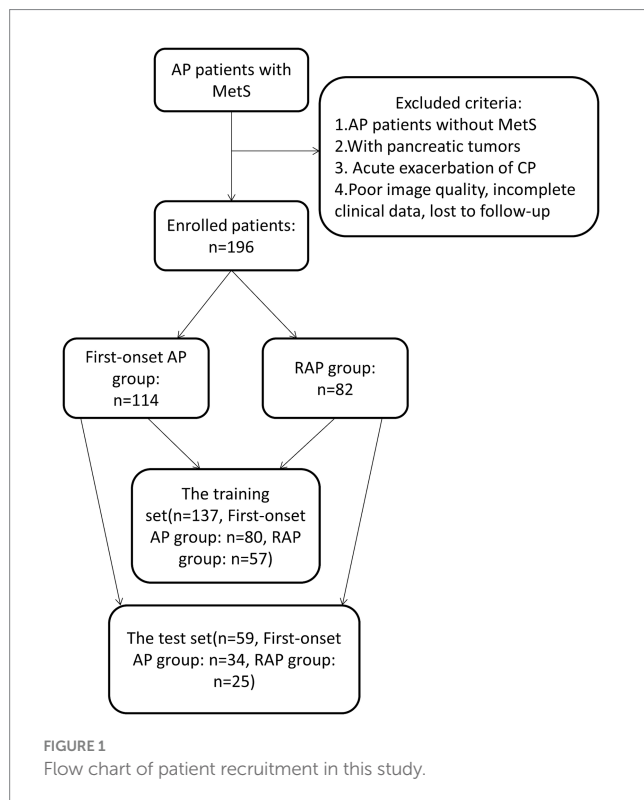 AP patients with
MetS
Excluded criteria:
1.AP patients without MetS
2.With pancreatic tumors
3. Acute exacerbation of CP
4.Poor image quality, incomplete
clinical data, lost to follow-up
Enrolled patients:
n=196
First-onset AP
group:
n=114
RAP group:
n=82
The training
set(n=137, First-onset
AP group: n=80, RAP
group: n=57)
The test set(n=59, First-onset
AP group: n=34, RAP group:
n=25)
FIGURE 1
Flow chart of patient recruitment in this study.